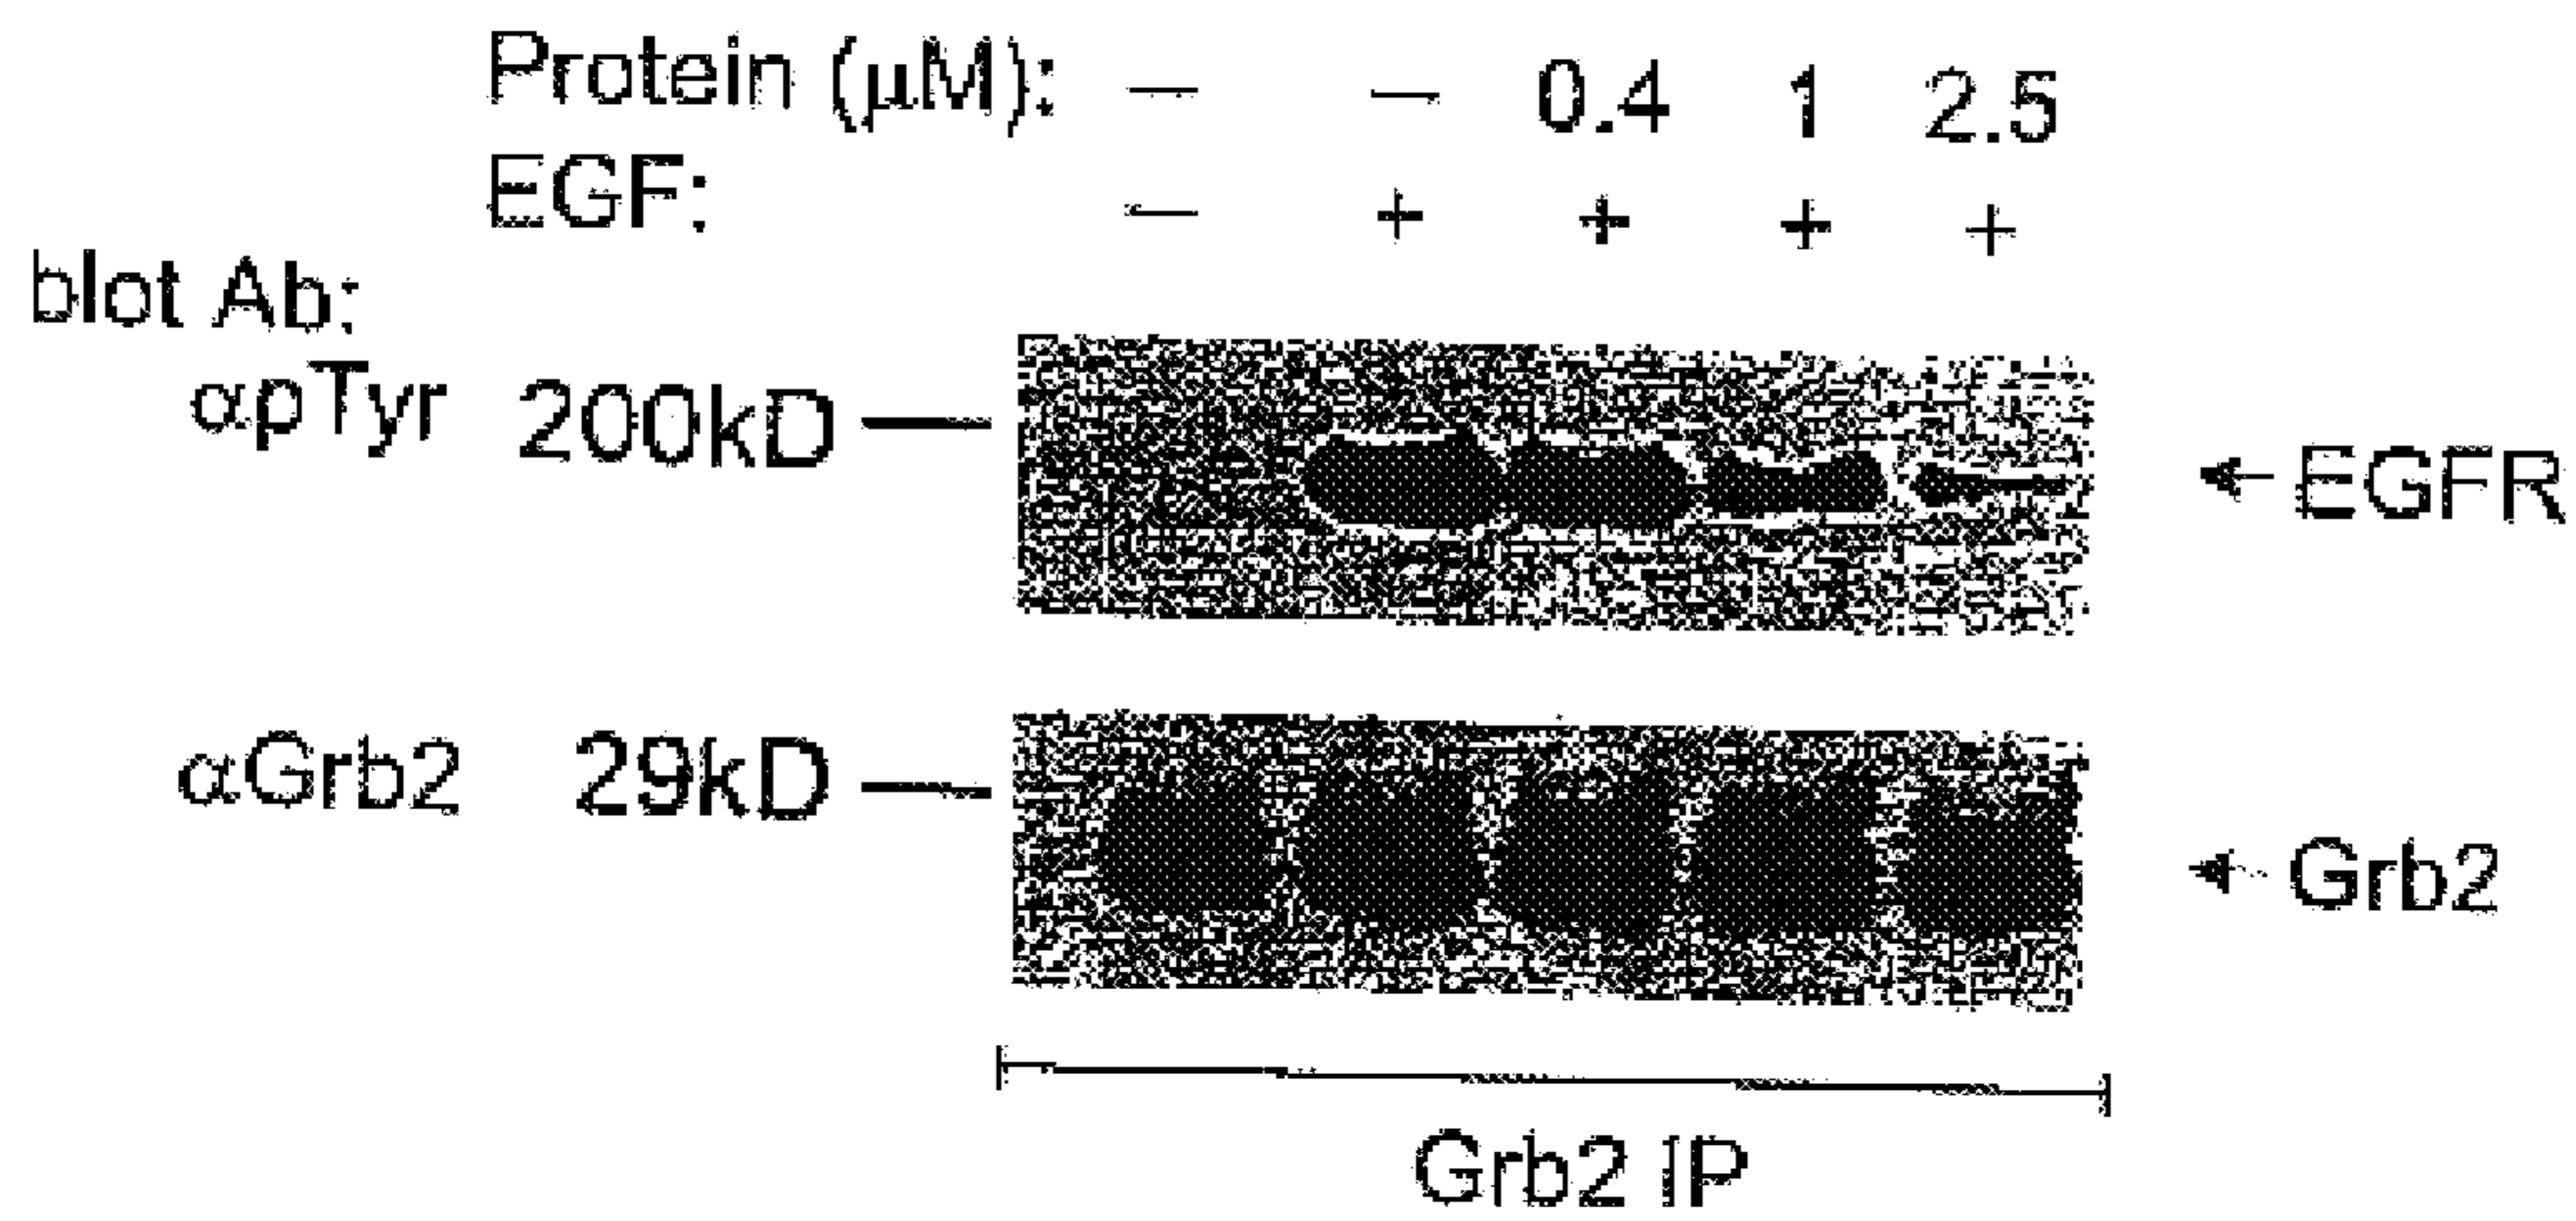 Protein (μM): — — 0.4 1 2.5
EGF: — + + + +
blot Ab:
αpTyr 200kD — ← EGFR
αGrb2 29kD — ← Grb2
Grb2 IP